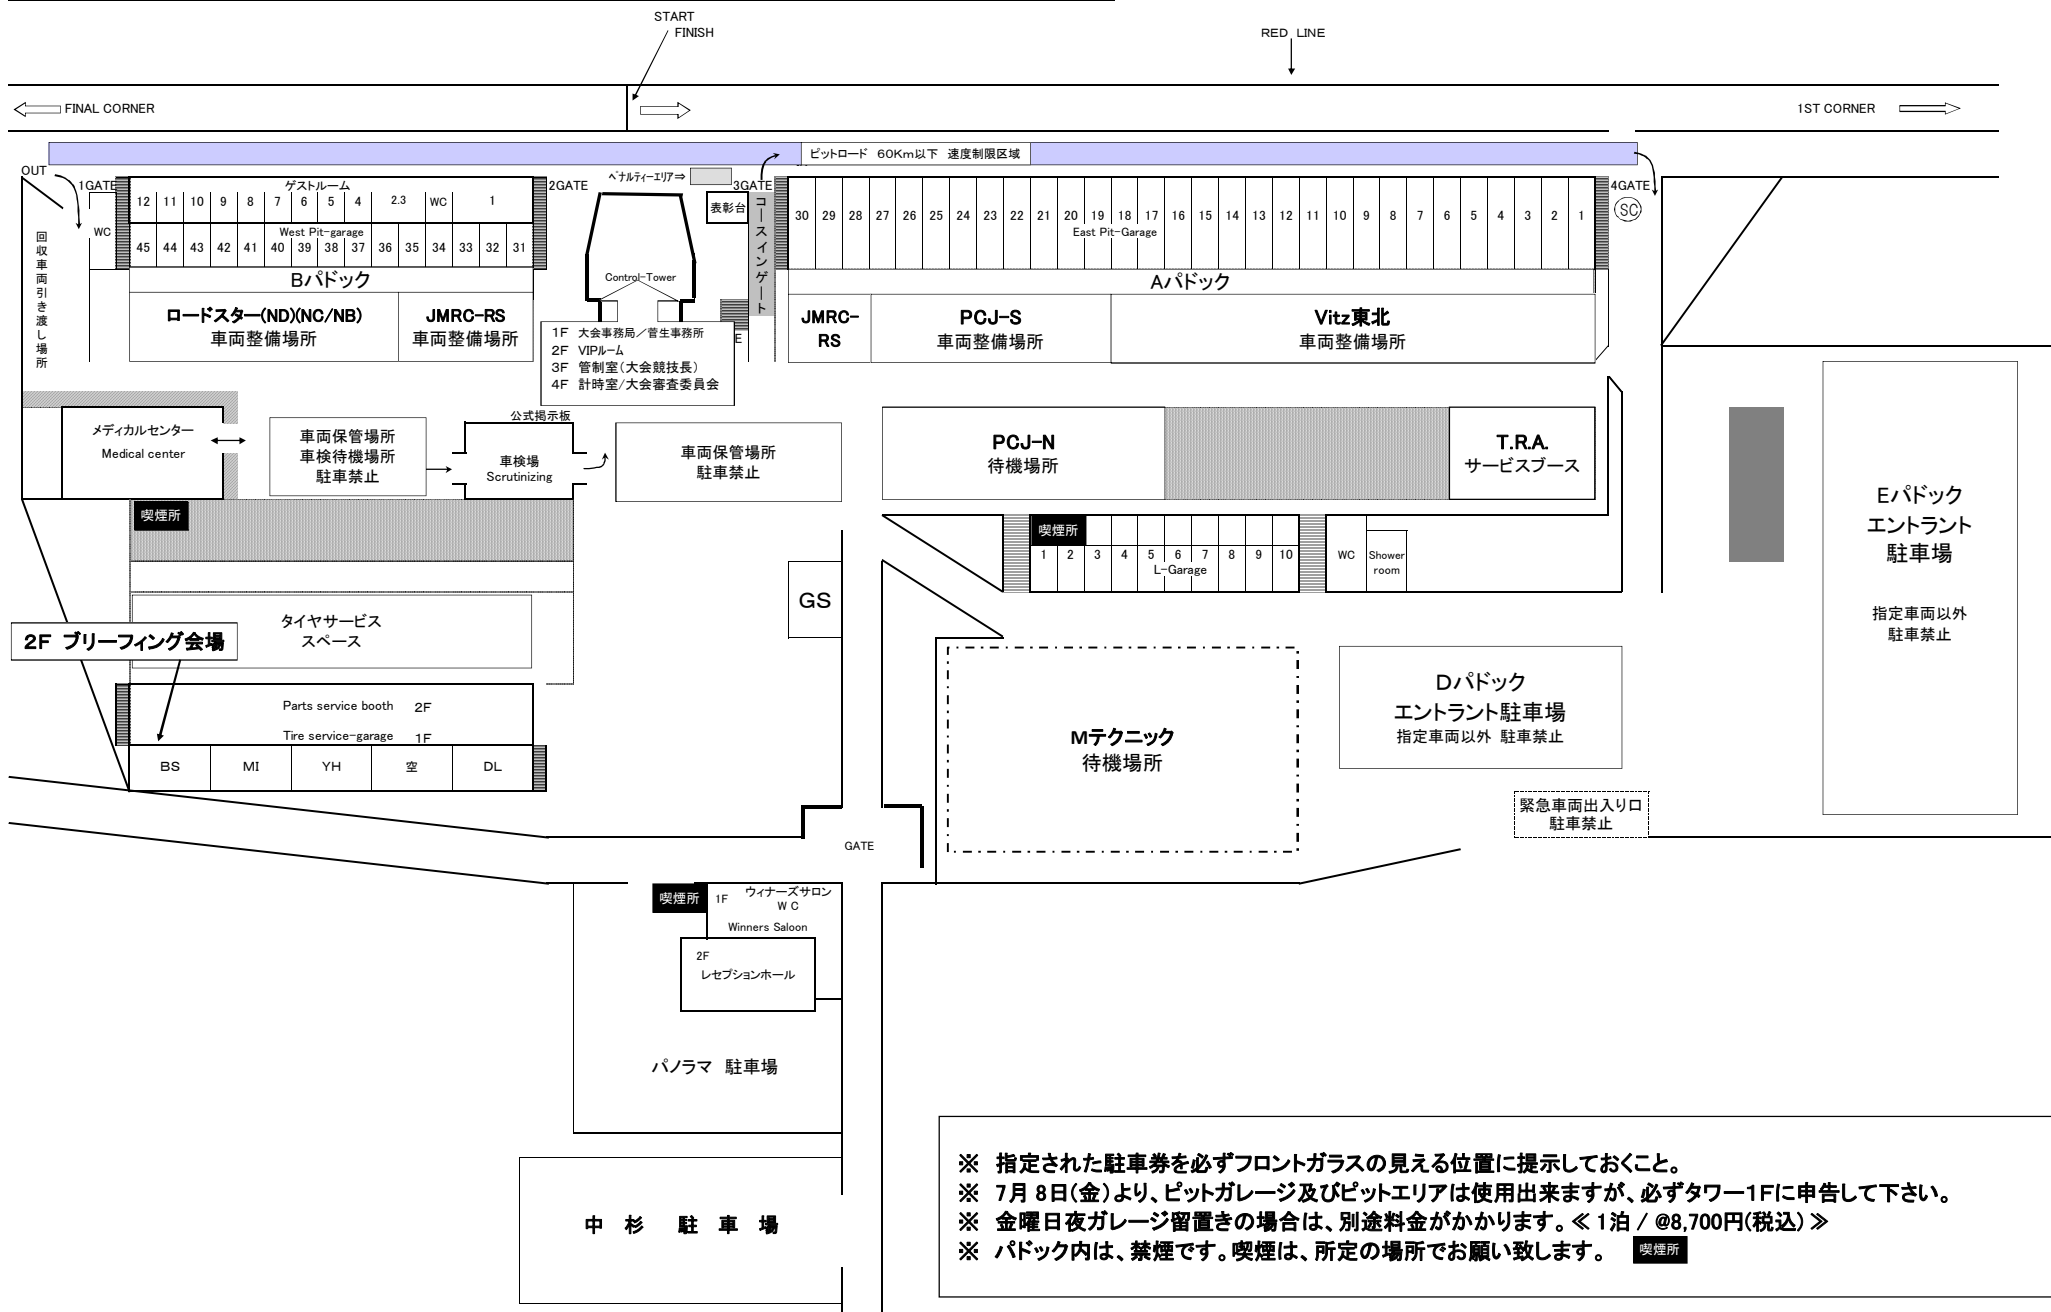 START
FINISH
RED LINE
FINAL CORNER
1ST CORNER
ピットロード 60Km以下 速度制限区域
OUT
1GATE
ゲストルーム
2GATE
ペナルティーエリア⇒
3GATE
4GATE
12 11 10 9 8 7 6 5 4 2.3 WC 1
表彰台
コースインゲート
30 29 28 27 26 25 24 23 22 21 20 19 18 17 16 15 14 13 12 11 10 9 8 7 6 5 4 3 2 1
SC
WC
West Pit-garage
East Pit-Garage
45 44 43 42 41 40 39 38 37 36 35 34 33 32 31
回収車両引き渡し場所
Bパドック
Control-Tower
Aパドック
ロードスター(ND)(NC/NB)
車両整備場所
JMRC-RS
車両整備場所
1F 大会事務局/菅生事務所
2F VIPルーム
3F 管制室(大会競技長)
4F 計時室/大会審査委員会
E
JMRC-
RS
PCJ-S
車両整備場所
Vitz東北
車両整備場所
メディカルセンター
Medical center
車両保管場所
車検待機場所
駐車禁止
公式掲示板
車検場
Scrutinizing
車両保管場所
駐車禁止
PCJ-N
待機場所
T.R.A.
サービスブース
Eパドック
エントラント
駐車場
指定車両以外
駐車禁止
喫煙所
喫煙所
1 2 3 4 5 6 7 8 9 10
L-Garage
WC
Shower
room
GS
タイヤサービス
スペース
2F ブリーフィング会場
Parts service booth 2F
Tire service-garage 1F
BS MI YH 空 DL
Mテクニック
待機場所
Dパドック
エントラント駐車場
指定車両以外 駐車禁止
緊急車両出入り口
駐車禁止
GATE
喫煙所
1F ウィナーズサロン
WC
Winners Saloon
2F
レセプションホール
パノラマ 駐車場
中 杉 駐 車 場
※ 指定された駐車券を必ずフロントガラスの見える位置に提示しておくこと。
※ 7月 8日(金)より、ピットガレージ及びピットエリアは使用出来ますが、必ずタワー1Fに申告して下さい。
※ 金曜日夜ガレージ留置きの場合は、別途料金がかかります。≪ 1泊 / @8,700円(税込) ≫
※ パドック内は、禁煙です。喫煙は、所定の場所でお願い致します。 喫煙所